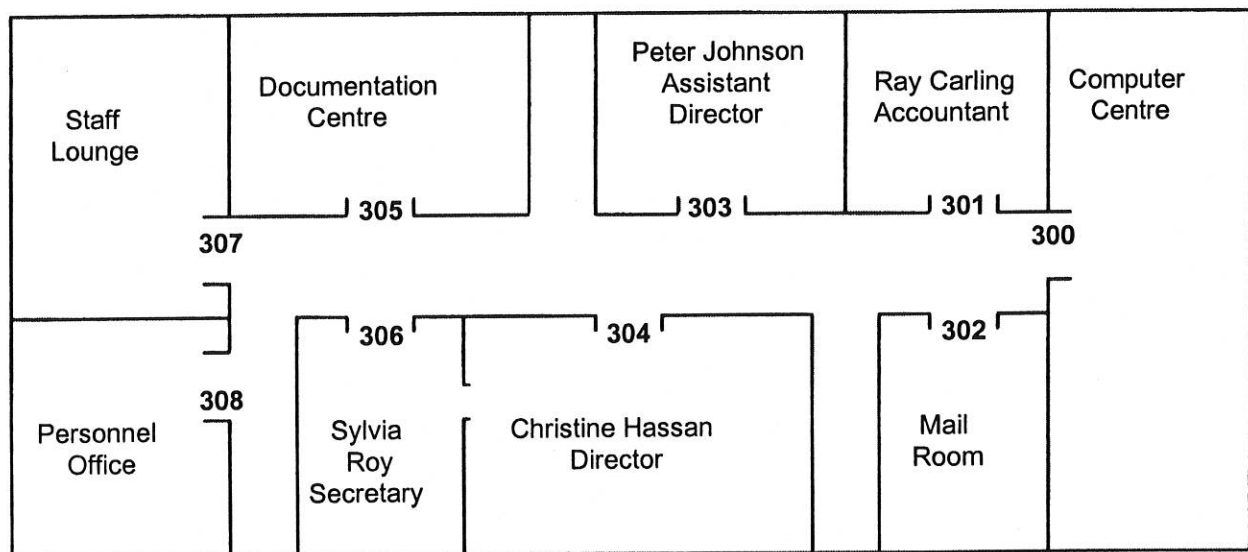 Staff
Lounge
Documentation
Centre
Peter Johnson
Assistant
Director
Ray Carling
Accountant
Computer
Centre
305
303
301
307
300
306
304
302
308
Personnel
Office
Sylvia
Roy
Secretary
Christine Hassan
Director
Mail
Room